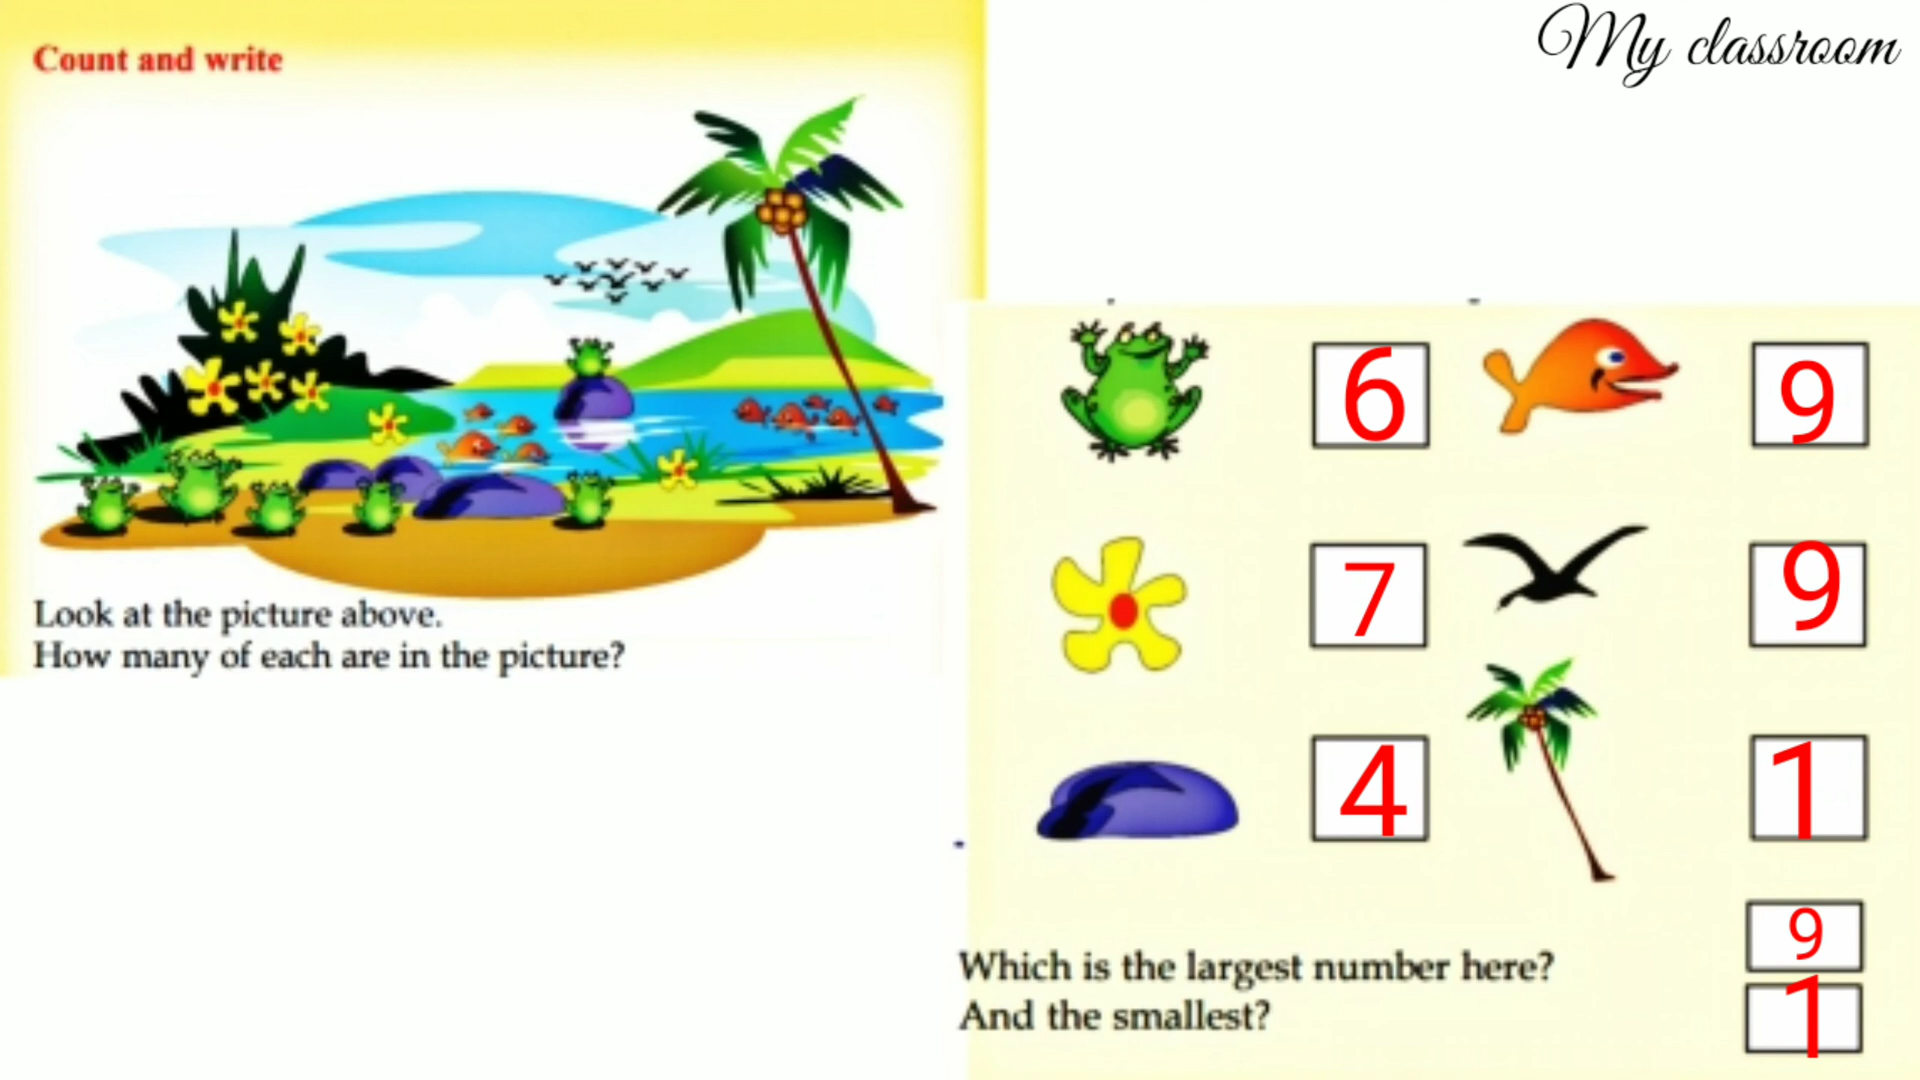 My classroom
Count and write
Look at the picture above.
How many of each are in the picture?
6
9
7
9
4
1
Which is the largest number here?
9
And the smallest?
1